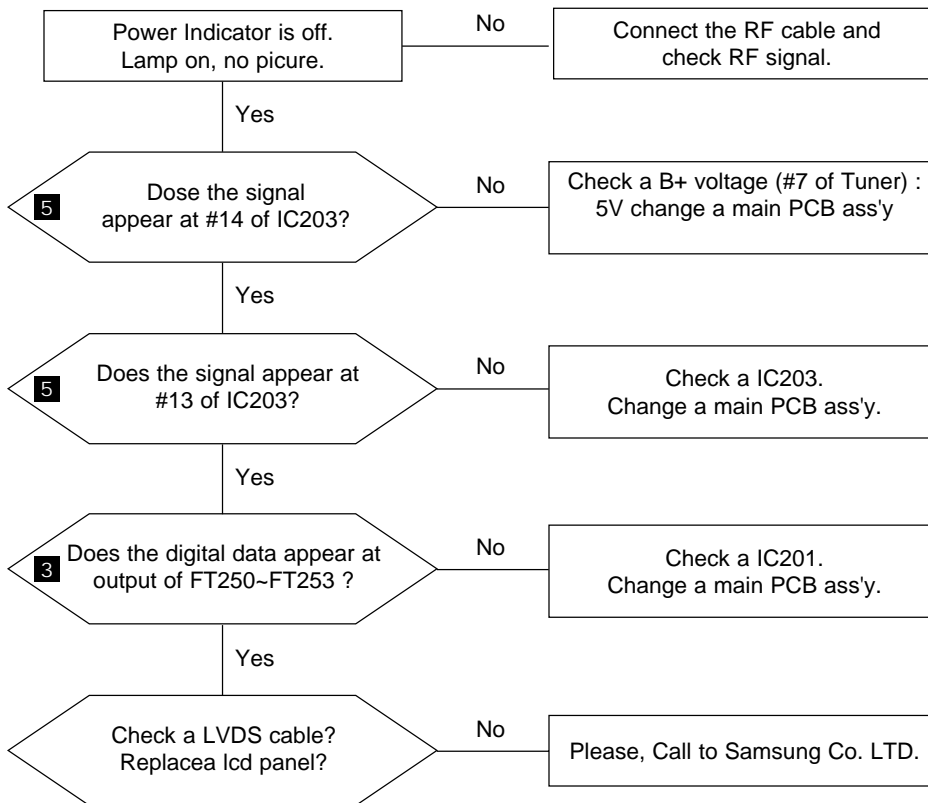 Power Indicator is off.
Lamp on, no picure.
No
Connect the RF cable and
check RF signal.
Yes
5
Dose the signal
appear at #14 of IC203?
No
Check a B+ voltage (#7 of Tuner) :
5V change a main PCB ass'y
Yes
5
Does the signal appear at
#13 of IC203?
No
Check a IC203.
Change a main PCB ass'y.
Yes
3
Does the digital data appear at
output of FT250~FT253 ?
No
Check a IC201.
Change a main PCB ass'y.
Yes
Check a LVDS cable?
Replacea lcd panel?
No
Please, Call to Samsung Co. LTD.